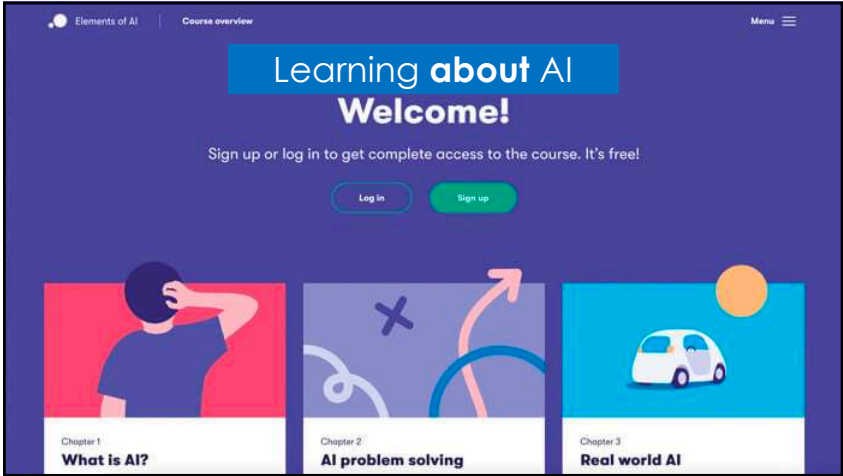 Elements of AI
Course overview
Menu
Learning about AI
Welcome!
Sign up or log in to get complete access to the course. It's free!
Log in
Sign up
Chapter 1
What is AI?
Chapter 2
AI problem solving
Chapter 3
Real world AI